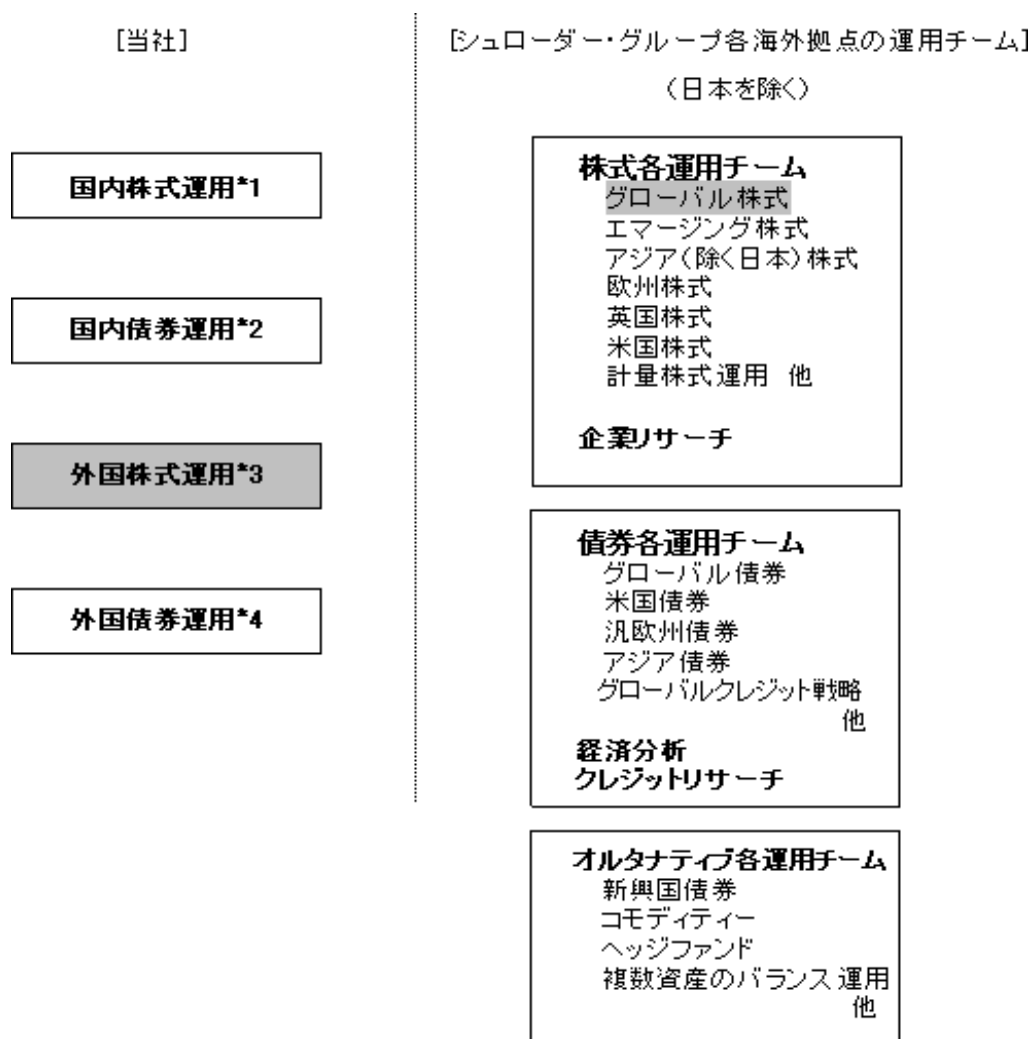 [当社]
国内株式運用*1
国内債券運用*2
外国株式運用*3
外国債券運用*4
[シュローダー・グループ各海外拠点の運用チーム]
（日本を除く）
株式各運用チーム
グローバル株式
エマージング株式
アジア（除く日本）株式
欧州株式
英国株式
米国株式
計量株式運用 他
企業リサーチ
債券各運用チーム
グローバル債券
米国債券
汎欧州債券
アジア債券
グローバルクレジット戦略
他
経済分析
クレジットリサーチ
オルタナティブ各運用チーム
新興国債券
コモディティー
ヘッジファンド
複数資産のバランス運用
他